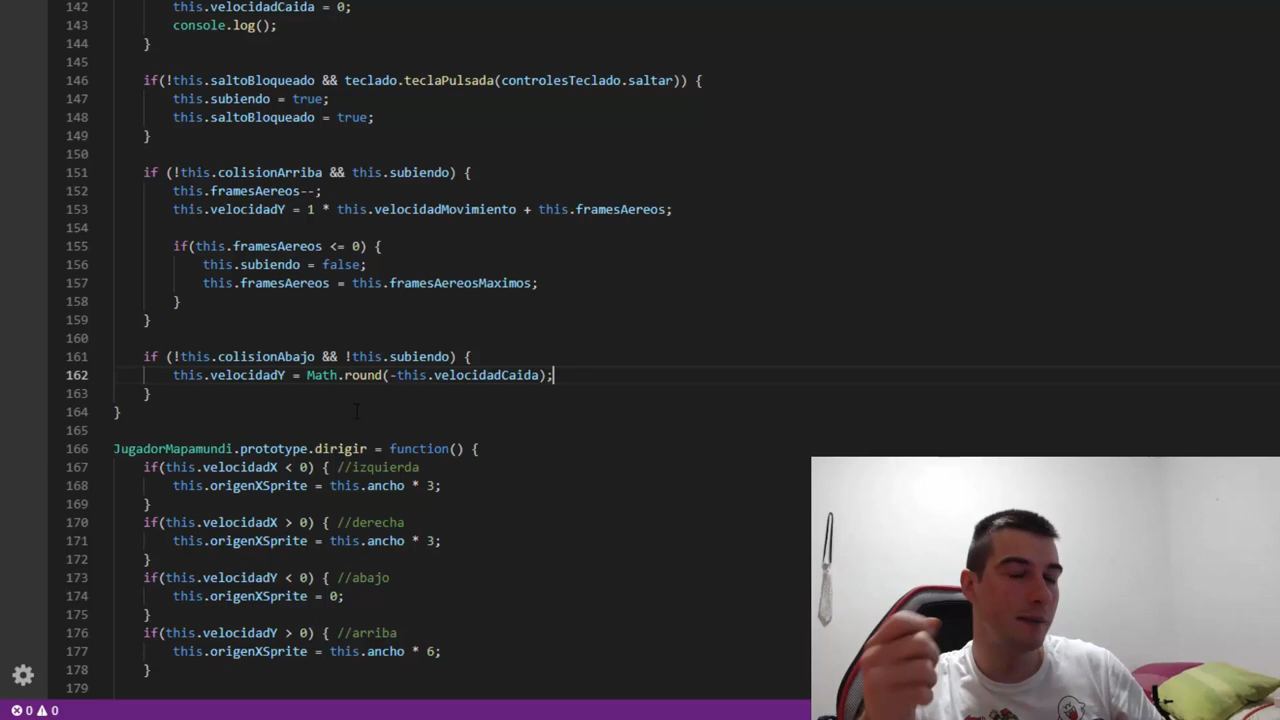 142 this.velocidadCaida = 0;
143 console.log();
144 }
145
146 if(!this.saltoBloqueado && teclado.teclaPulsada(controlesTeclado.saltar)) {
147 this.subiendo = true;
148 this.saltoBloqueado = true;
149 }
150
151 if (!this.colisionArriba && this.subiendo) {
152 this.framesAereos--;
153 this.velocidadY = 1 * this.velocidadMovimiento + this.framesAereos;
154
155 if(this.framesAereos <= 0) {
156 this.subiendo = false;
157 this.framesAereos = this.framesAereosMaximos;
158 }
159 }
160
161 if (!this.colisionAbajo && !this.subiendo) {
162 this.velocidadY = Math.round(-this.velocidadCaida);
163 }
164 }
165
166 JugadorMapamundi.prototype.dirigir = function() {
167 if(this.velocidadX < 0) { //izquierda
168 this.origenXSprite = this.ancho * 3;
169 }
170 if(this.velocidadX > 0) { //derecha
171 this.origenXSprite = this.ancho * 3;
172 }
173 if(this.velocidadY < 0) { //abajo
174 this.origenXSprite = 0;
175 }
176 if(this.velocidadY > 0) { //arriba
177 this.origenXSprite = this.ancho * 6;
178 }
179
0 0